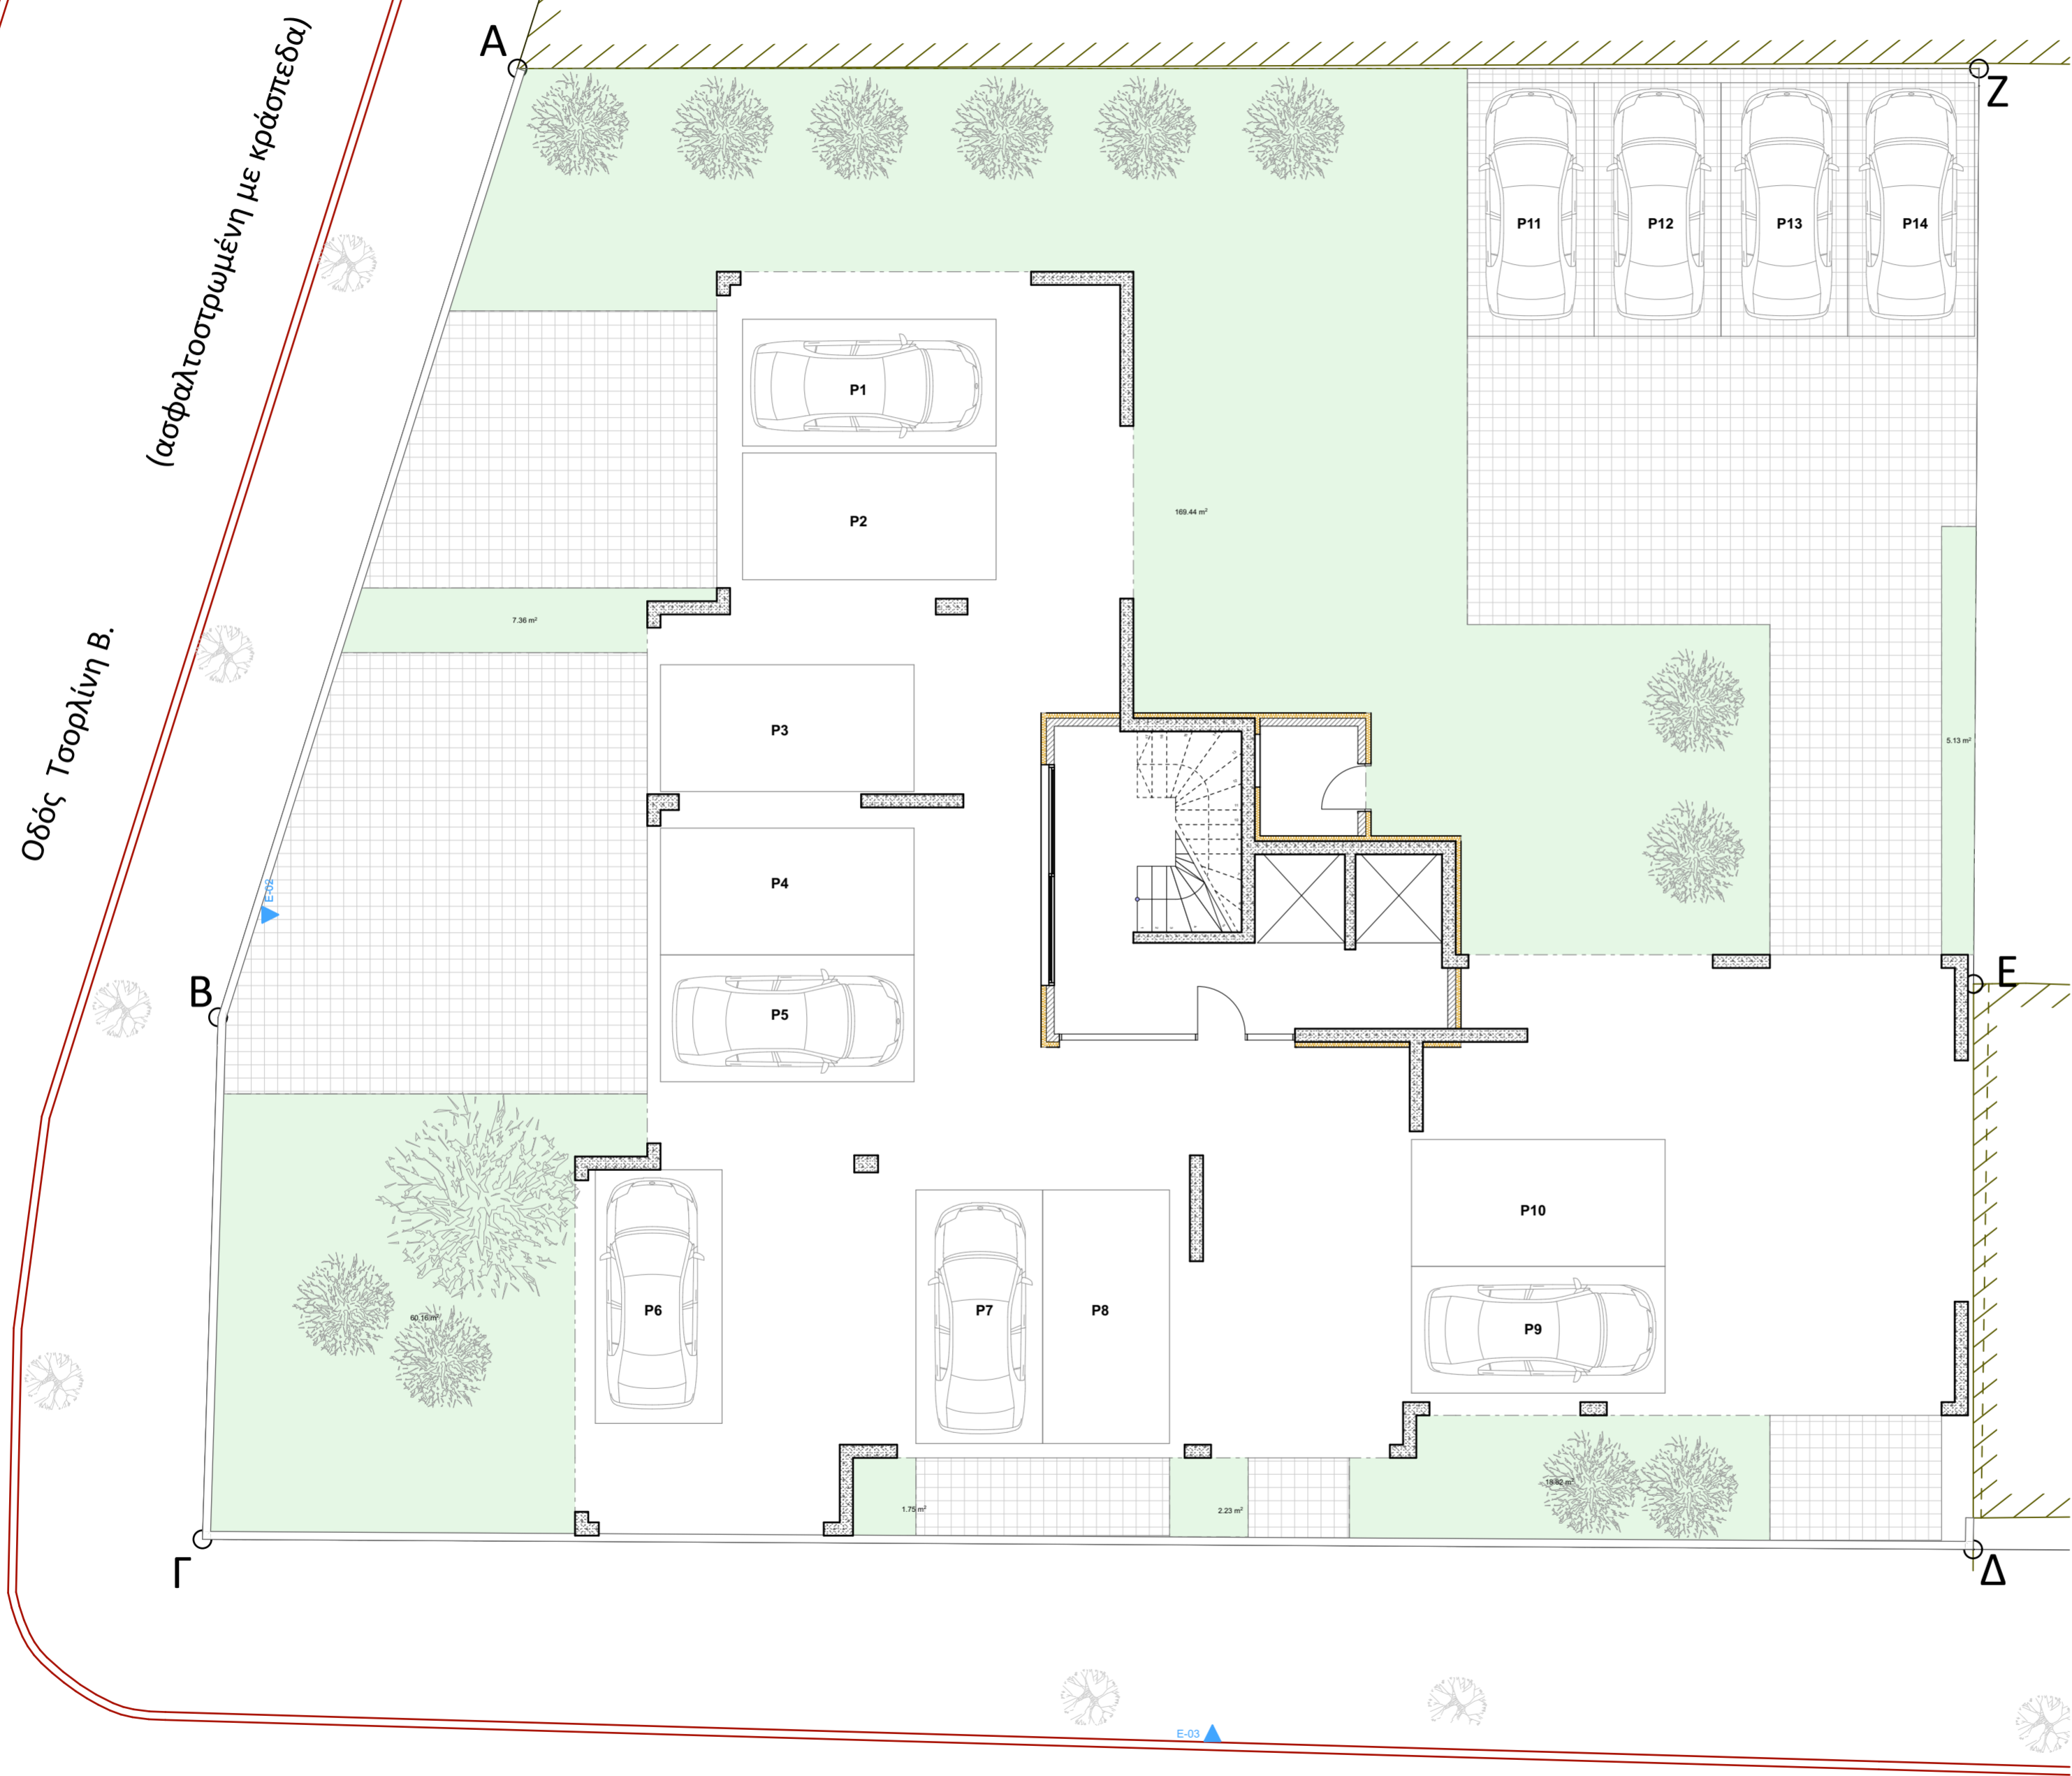 Α
Ζ
(ασφαλτοστρωμένη με κράσπεδα)
P11
P12
P13
P14
P1
169.44 m²
P2
7.36 m²
Οδός Τσορλίνη Β.
P3
5.13 m²
P4
E-02
Β
Ε
P5
P10
P6
P7
P8
P9
60.16 m²
1.75 m²
2.23 m²
Γ
Δ
E-03